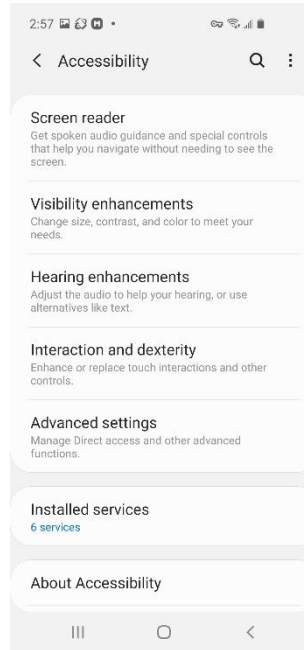 2:57
Accessibility
Screen reader
Get spoken audio guidance and special controls
that help you navigate without needing to see the
screen.
Visibility enhancements
Change size, contrast, and color to meet your
needs.
Hearing enhancements
Adjust the audio to help your hearing, or use
alternatives like text.
Interaction and dexterity
Enhance or replace touch interactions and other
controls.
Advanced settings
Manage Direct access and other advanced
functions.
Installed services
6 services
About Accessibility